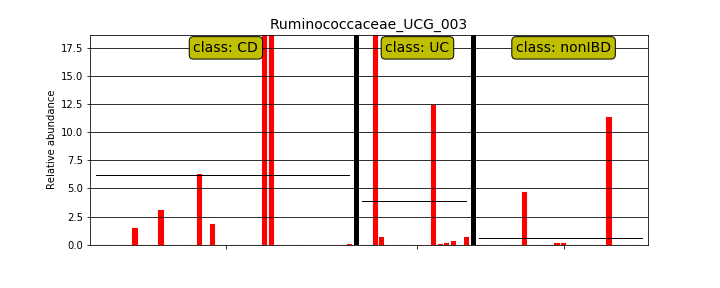 Ruminococcaceae_UCG_003
class: CD
class: UC
class: nonIBD
Relative abundance
17.5
15.0
12.5
10.0
7.5
5.0
2.5
0.0